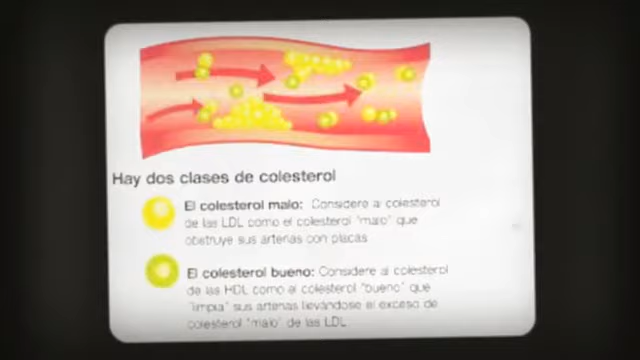 Hay dos clases de colesterol
El colesterol malo: Considere al colesterol
de las LDL como el colesterol "malo" que
obstruye sus arterias con placas
El colesterol bueno: Considere al colesterol
de las HDL como el colesterol "bueno" que
"limpia" sus arterias llevándose el exceso de
colesterol "malo" de las LDL